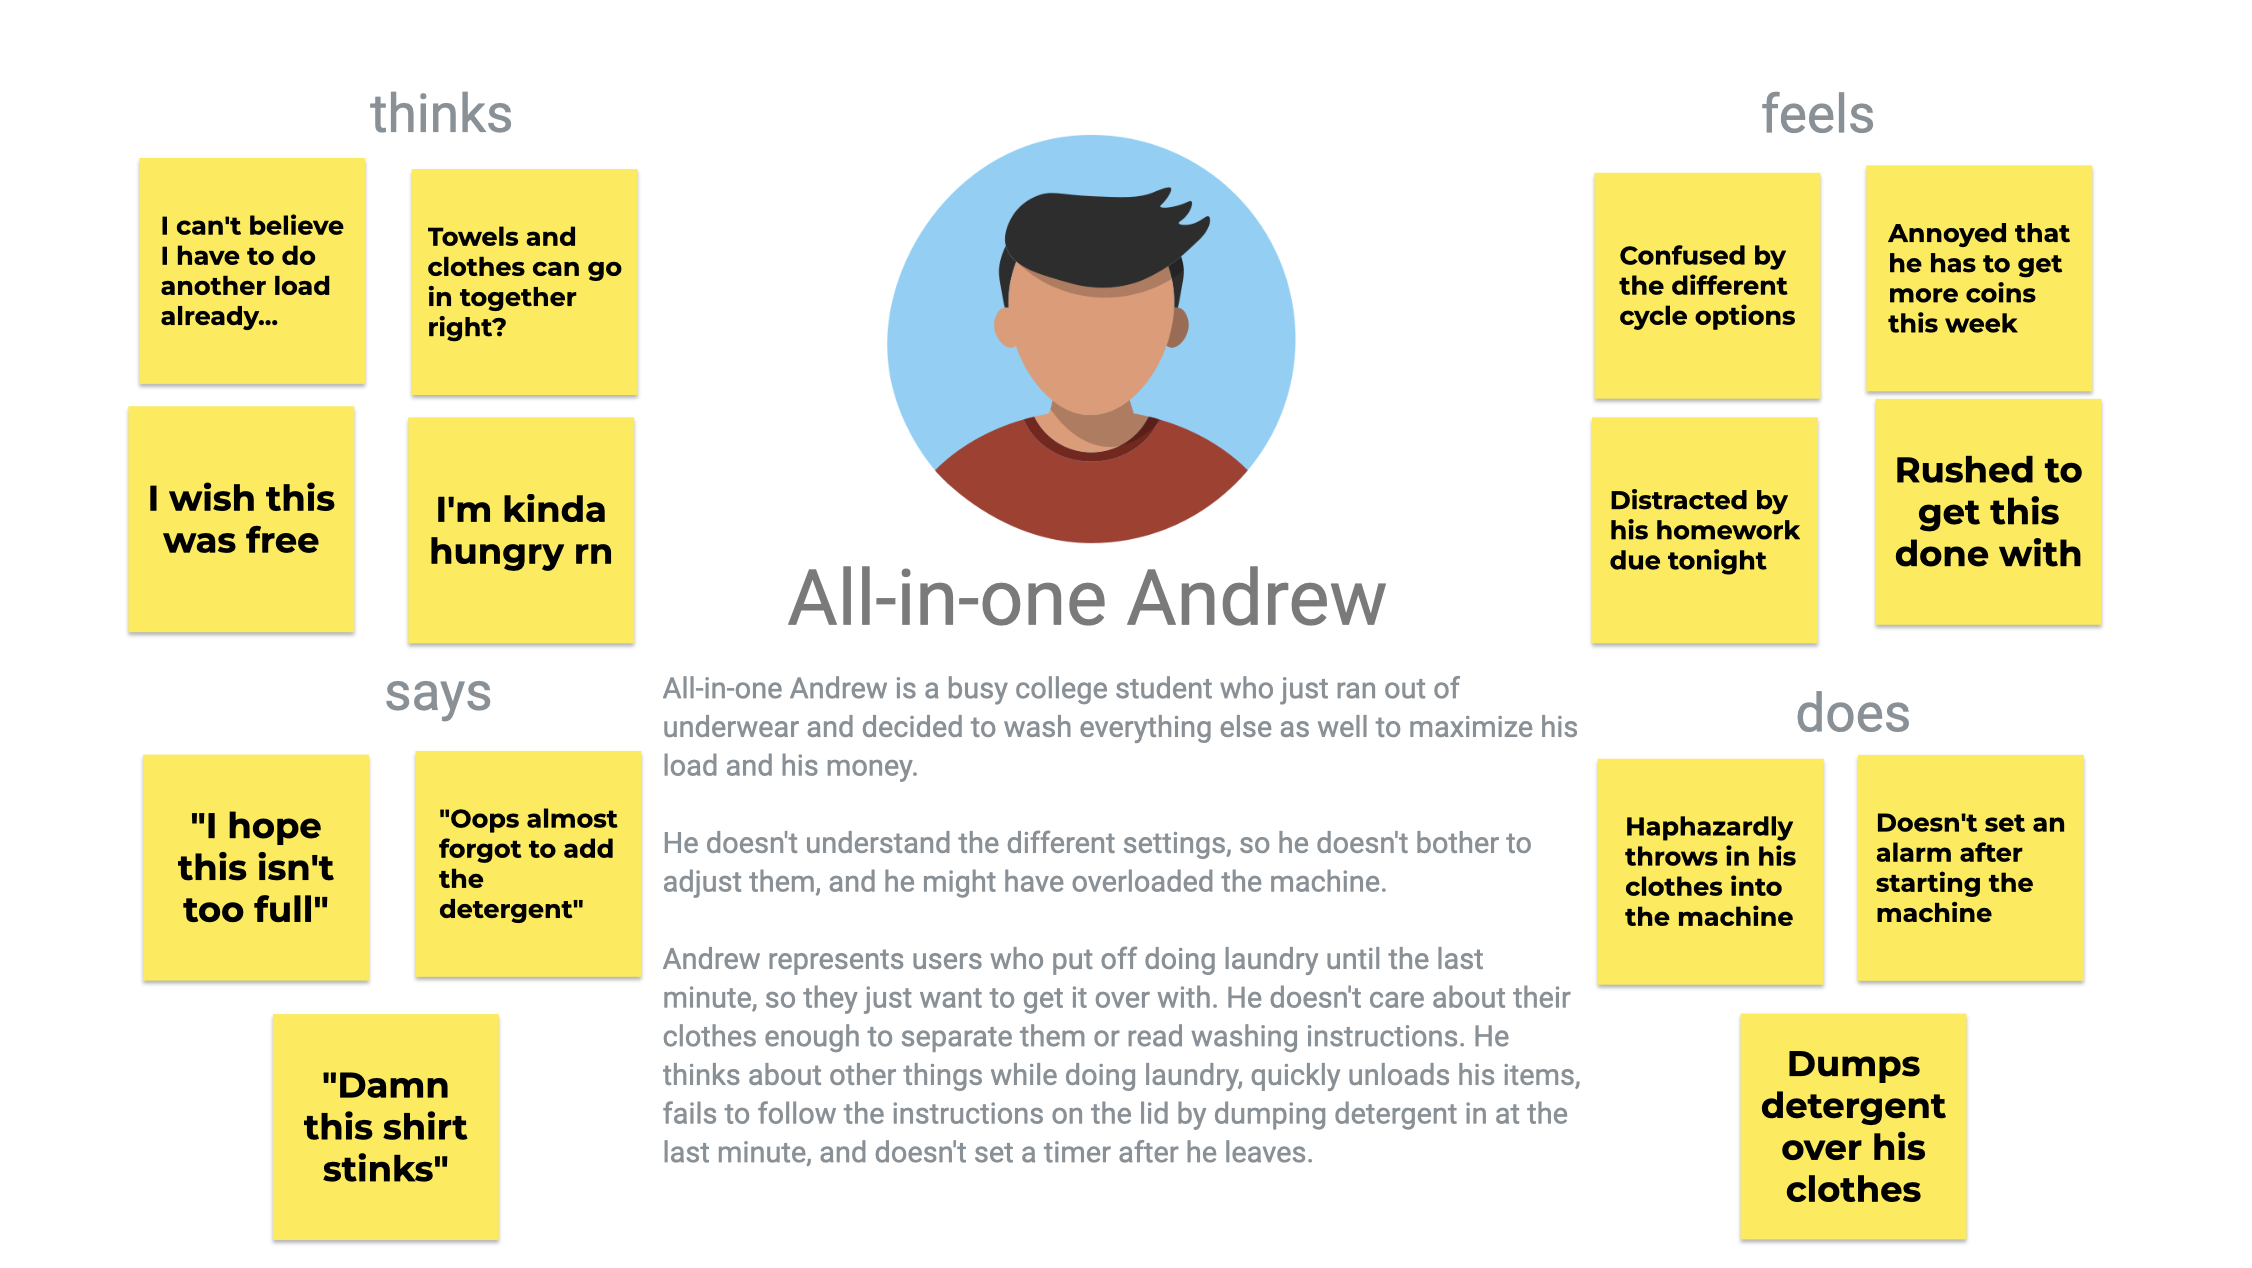 thinks
I can't believe
I have to do
another load
already...
Towels and
clothes can go
in together
right?
I wish this
was free
I'm kinda
hungry rn
says
"I hope
this isn't
too full"
"Oops almost
forgot to add
the
detergent"
"Damn
this shirt
stinks"
All-in-one Andrew
All-in-one Andrew is a busy college student who just ran out of
underwear and decided to wash everything else as well to maximize his
load and his money.
He doesn't understand the different settings, so he doesn't bother to
adjust them, and he might have overloaded the machine.
Andrew represents users who put off doing laundry until the last
minute, so they just want to get it over with. He doesn't care about their
clothes enough to separate them or read washing instructions. He
thinks about other things while doing laundry, quickly unloads his items,
fails to follow the instructions on the lid by dumping detergent in at the
last minute, and doesn't set a timer after he leaves.
feels
Confused by
the different
cycle options
Annoyed that
he has to get
more coins
this week
Distracted by
his homework
due tonight
Rushed to
get this
done with
does
Haphazardly
throws in his
clothes into
the machine
Doesn't set an
alarm after
starting the
machine
Dumps
detergent
over his
clothes